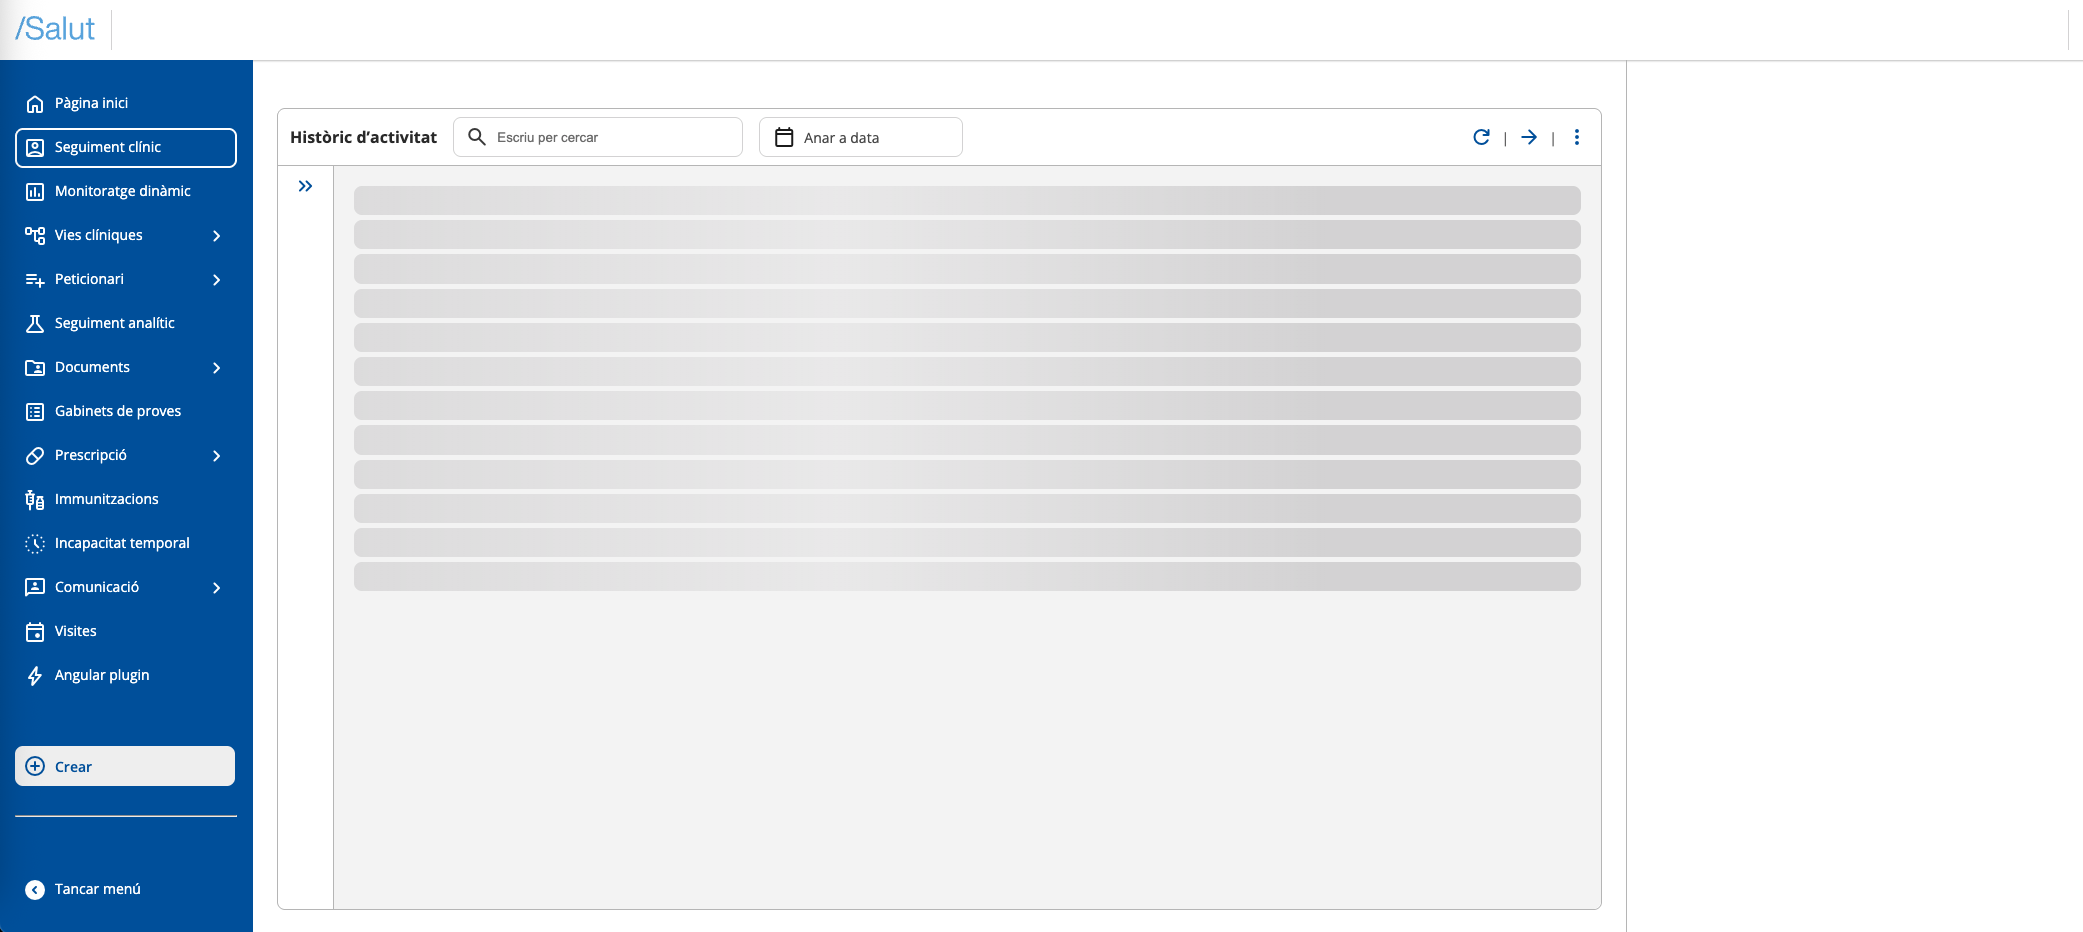 /Salut
Pàgina inici
Seguiment clínic
Monitoratge dinàmic
Vies clíniques
Peticionari
Seguiment analític
Documents
Gabinets de proves
Prescripció
Immunitzacions
Incapacitat temporal
Comunicació
Visites
Angular plugin
Crear
Tancar menú
Històric d'activitat
Escriu per cercar
Anar a data